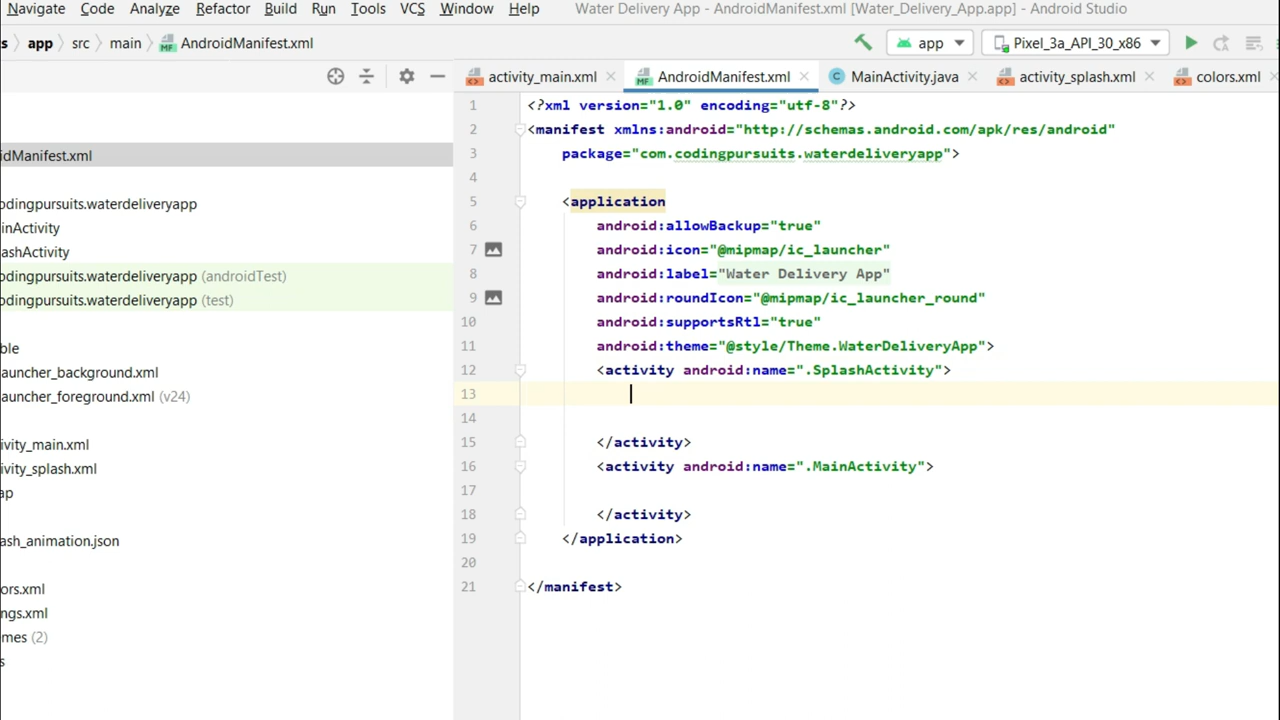 Navigate Code Analyze Refactor Build Run Tools VCS Window Help Water Delivery App - AndroidManifest.xml [Water_Delivery_App.app] - Android Studio
s app src main AndroidManifest.xml app Pixel_3a_API_30_x86
activity_main.xml AndroidManifest.xml MainActivity.java activity_splash.xml colors.xml
idManifest.xml
odingpursuits.waterdeliveryapp
inActivity
ashActivity
odingpursuits.waterdeliveryapp (androidTest)
odingpursuits.waterdeliveryapp (test)
ble
auncher_background.xml
auncher_foreground.xml (v24)
ivity_main.xml
ivity_splash.xml
ap
ash_animation.json
ors.xml
ngs.xml
mes (2)
s
1 <?xml version="1.0" encoding="utf-8"?>
2 <manifest xmlns:android="http://schemas.android.com/apk/res/android"
3 package="com.codingpursuits.waterdeliveryapp">
4
5 <application
6 android:allowBackup="true"
7 android:icon="@mipmap/ic_launcher"
8 android:label="Water Delivery App"
9 android:roundIcon="@mipmap/ic_launcher_round"
10 android:supportsRtl="true"
11 android:theme="@style/Theme.WaterDeliveryApp">
12 <activity android:name=".SplashActivity">
13
14
15 </activity>
16 <activity android:name=".MainActivity">
17
18 </activity>
19 </application>
20
21 </manifest>